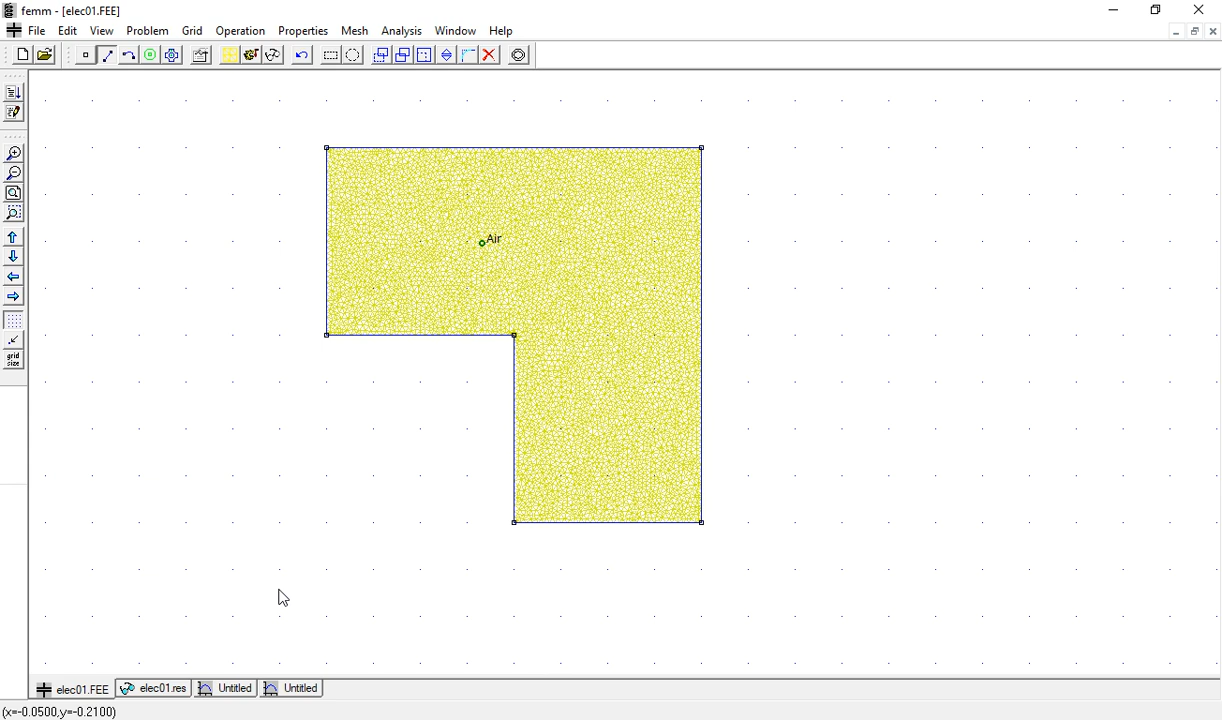 femm - [elec01.FEE]
File Edit View Problem Grid Operation Properties Mesh Analysis Window Help
Air
grid
size
elec01.FEE elec01.res Untitled Untitled
(x=-0.0500,y=-0.2100)